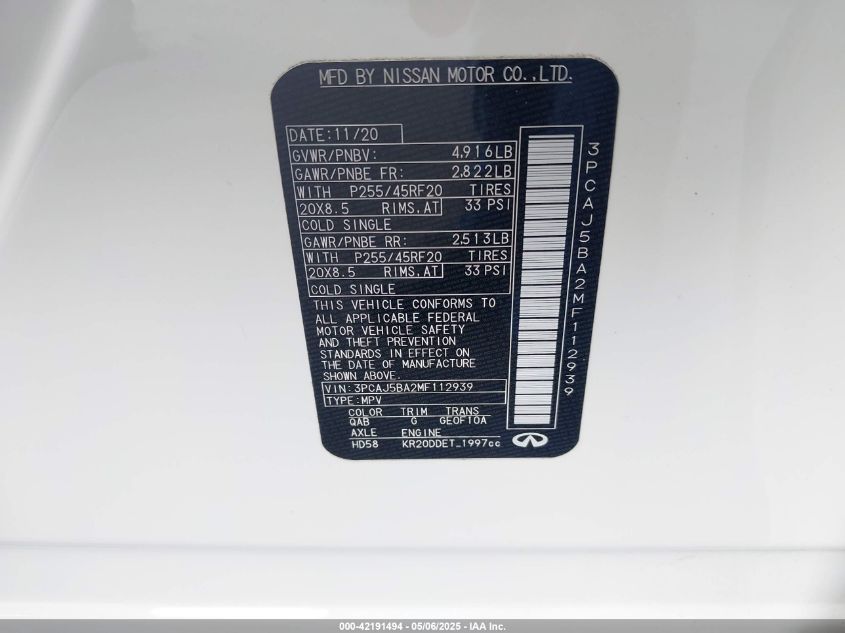 MFD BY NISSAN MOTOR CO.,LTD.
DATE:11/20
GVWR/PNBV: 4,916LB
GAWR/PNBE FR: 2,822LB
WITH P255/45RF20 TIRES
20X8.5 RIMS,AT 33 PSI
COLD SINGLE
GAWR/PNBE RR: 2,513LB
WITH P255/45RF20 TIRES
20X8.5 RIMS,AT 33 PSI
COLD SINGLE
THIS VEHICLE CONFORMS TO
ALL APPLICABLE FEDERAL
MOTOR VEHICLE SAFETY
AND THEFT PREVENTION
STANDARDS IN EFFECT ON
THE DATE OF MANUFACTURE
SHOWN ABOVE.
VIN:3PCAJ5BA2MF112939
TYPE:MPV
COLOR TRIM TRANS
QAB G GE0F10A
AXLE ENGINE
HD58 KR20DDET_1997cc
3PCAJ5BA2MF112939
000-42191494 - 05/06/2025 - IAA Inc.